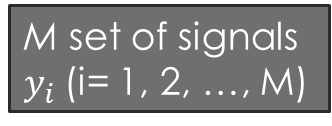 M set of signals
yᵢ (i= 1, 2, ..., M)